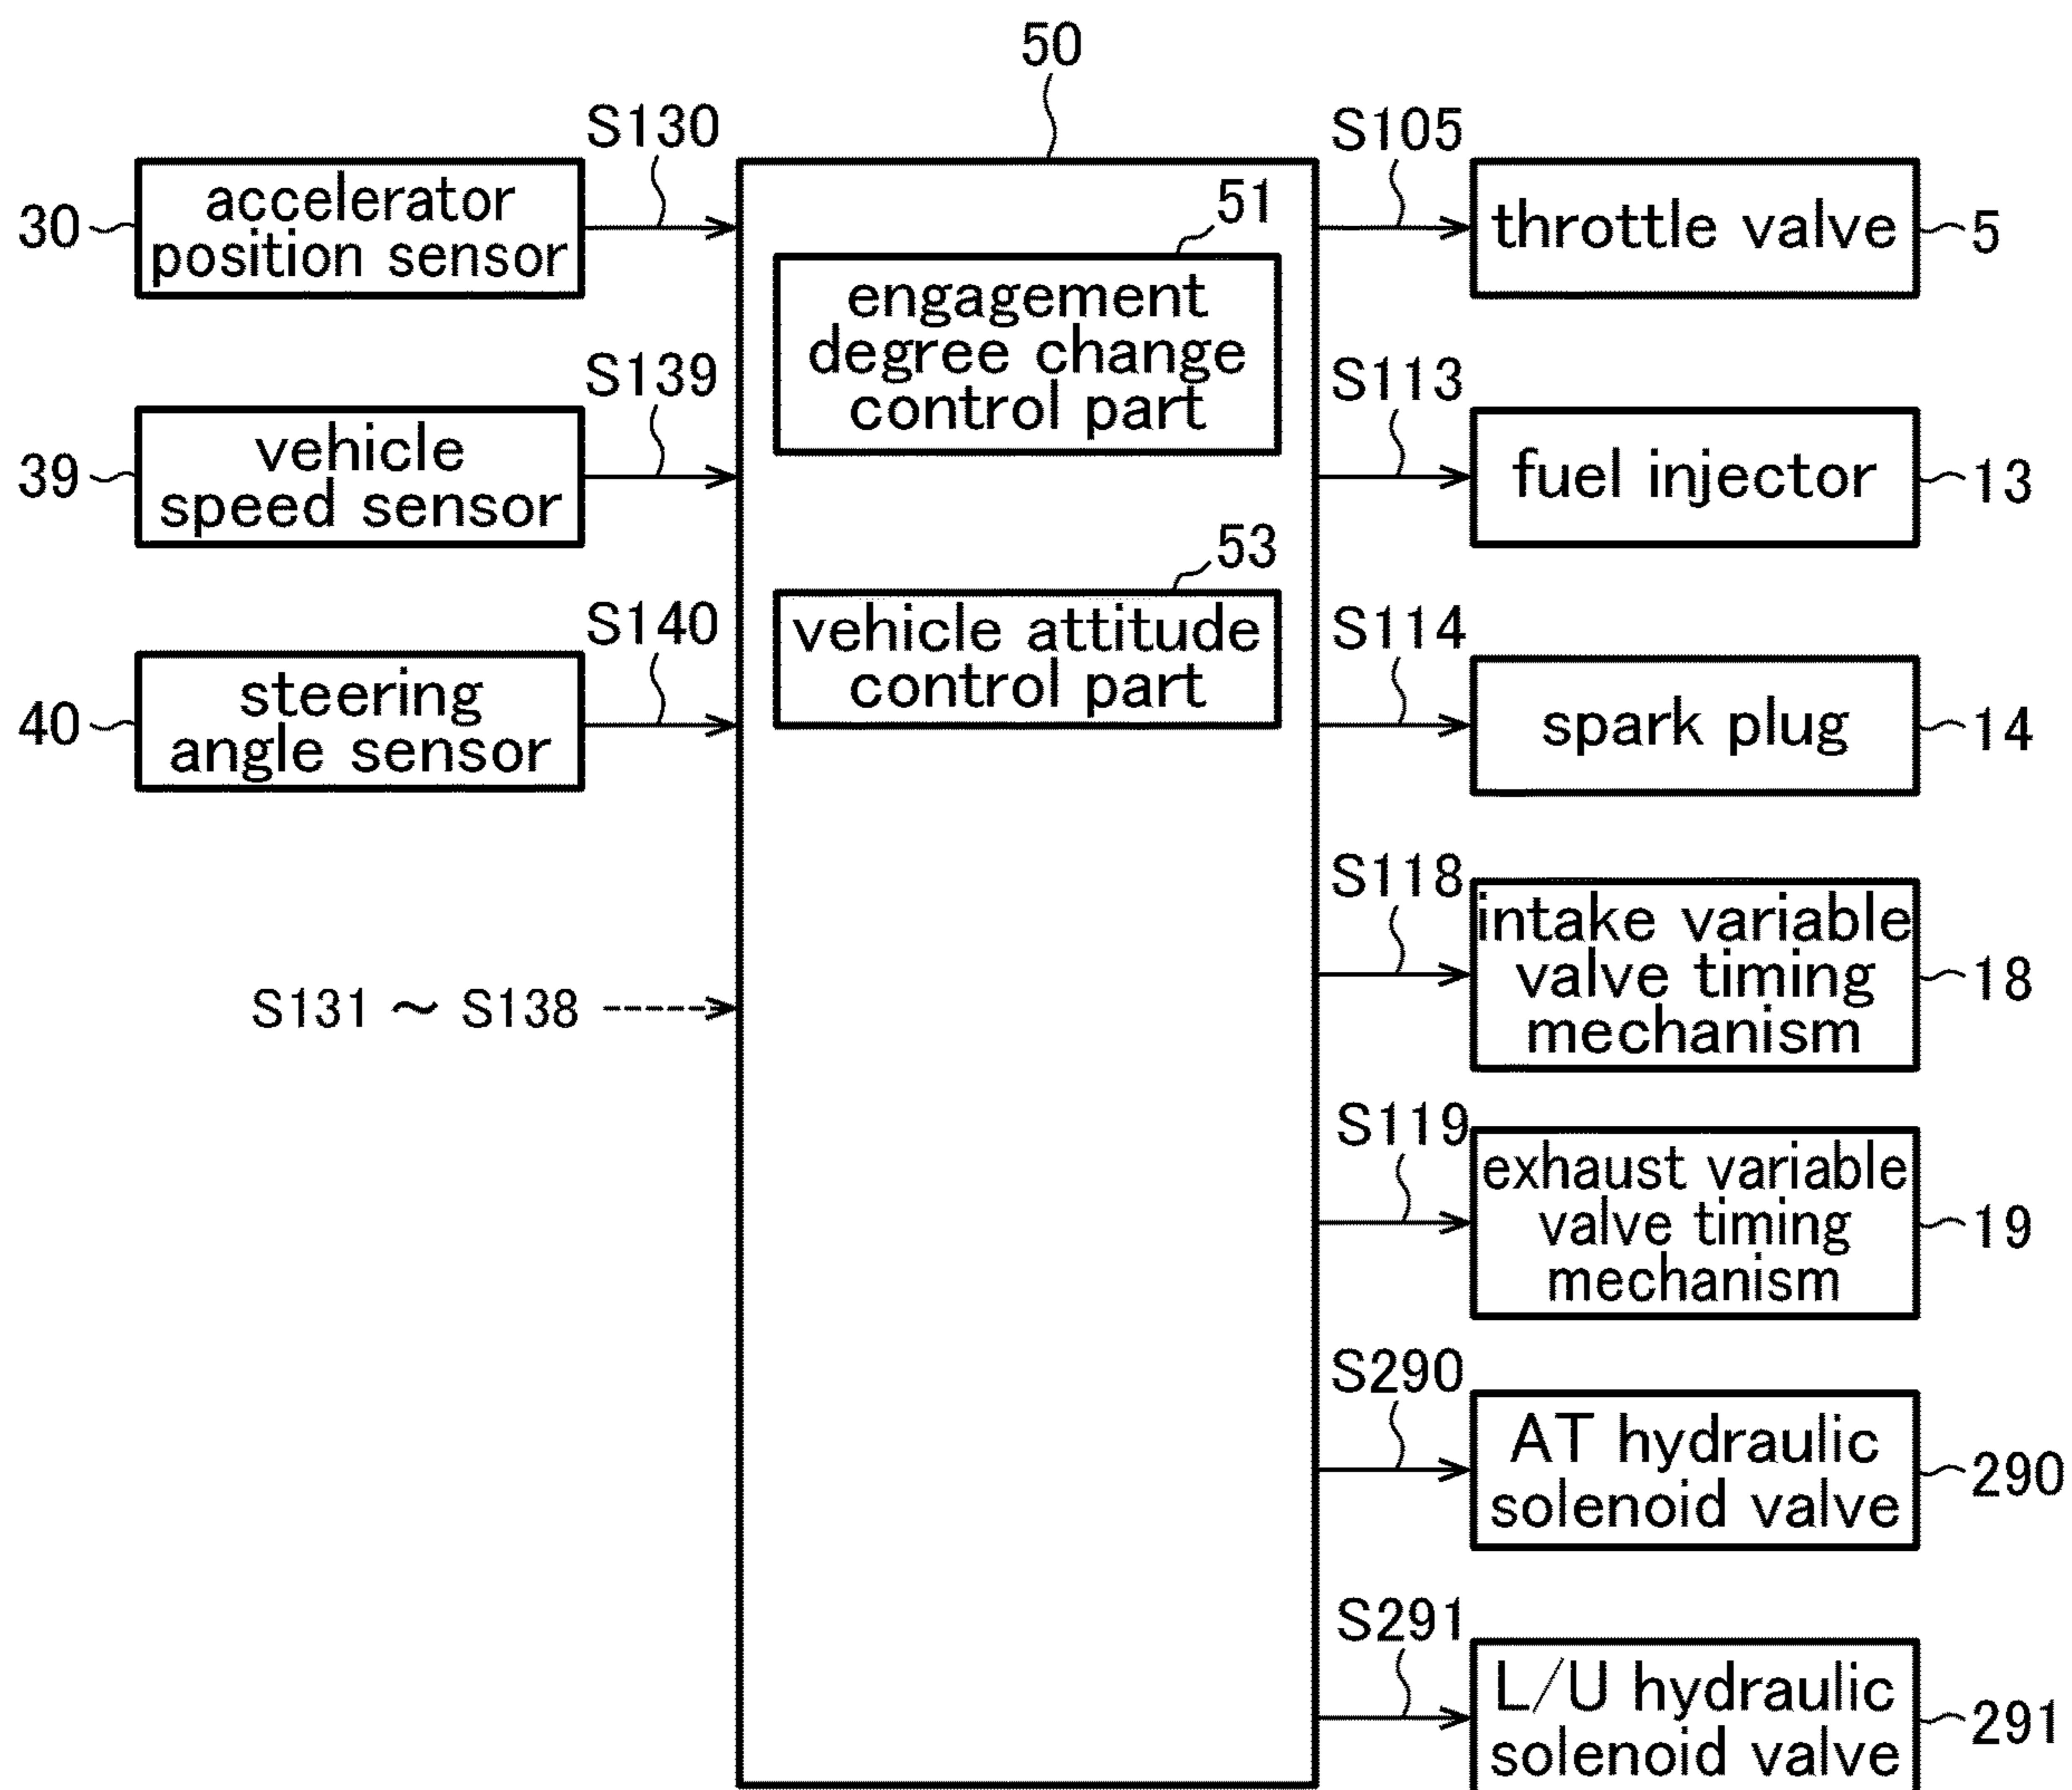 50
S130
accelerator
position sensor
30
S139
vehicle
speed sensor
39
S140
steering
angle sensor
40
S131 ～ S138
51
engagement
degree change
control part
53
vehicle attitude
control part
S105
throttle valve
5
S113
fuel injector
13
S114
spark plug
14
S118
intake variable
valve timing
mechanism
18
S119
exhaust variable
valve timing
mechanism
19
S290
AT hydraulic
solenoid valve
290
S291
L/U hydraulic
solenoid valve
291